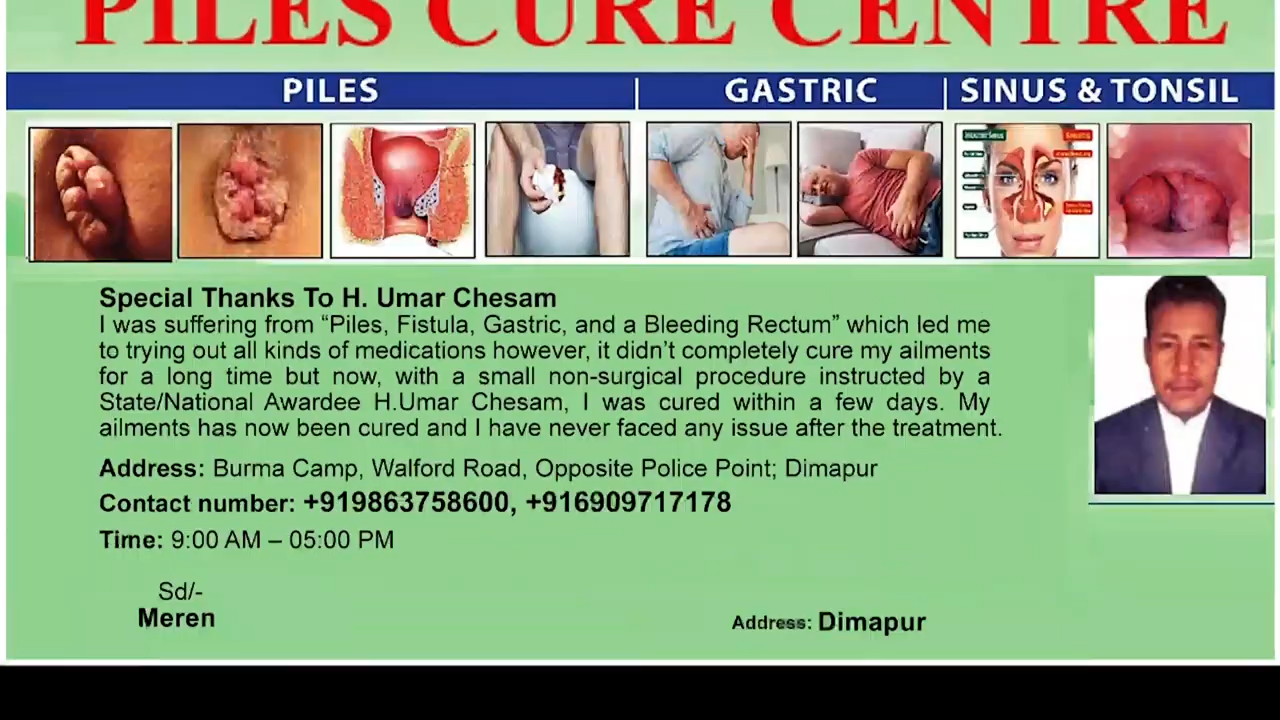 PILES CURE CENTRE
PILES | GASTRIC | SINUS & TONSIL
Special Thanks To H. Umar Chesam
I was suffering from “Piles, Fistula, Gastric, and a Bleeding Rectum” which led me
to trying out all kinds of medications however, it didn’t completely cure my ailments
for a long time but now, with a small non-surgical procedure instructed by a
State/National Awardee H.Umar Chesam, I was cured within a few days. My
ailments has now been cured and I have never faced any issue after the treatment.
Address: Burma Camp, Walford Road, Opposite Police Point; Dimapur
Contact number: +919863758600, +916909717178
Time: 9:00 AM – 05:00 PM
Sd/-
Meren
Address: Dimapur